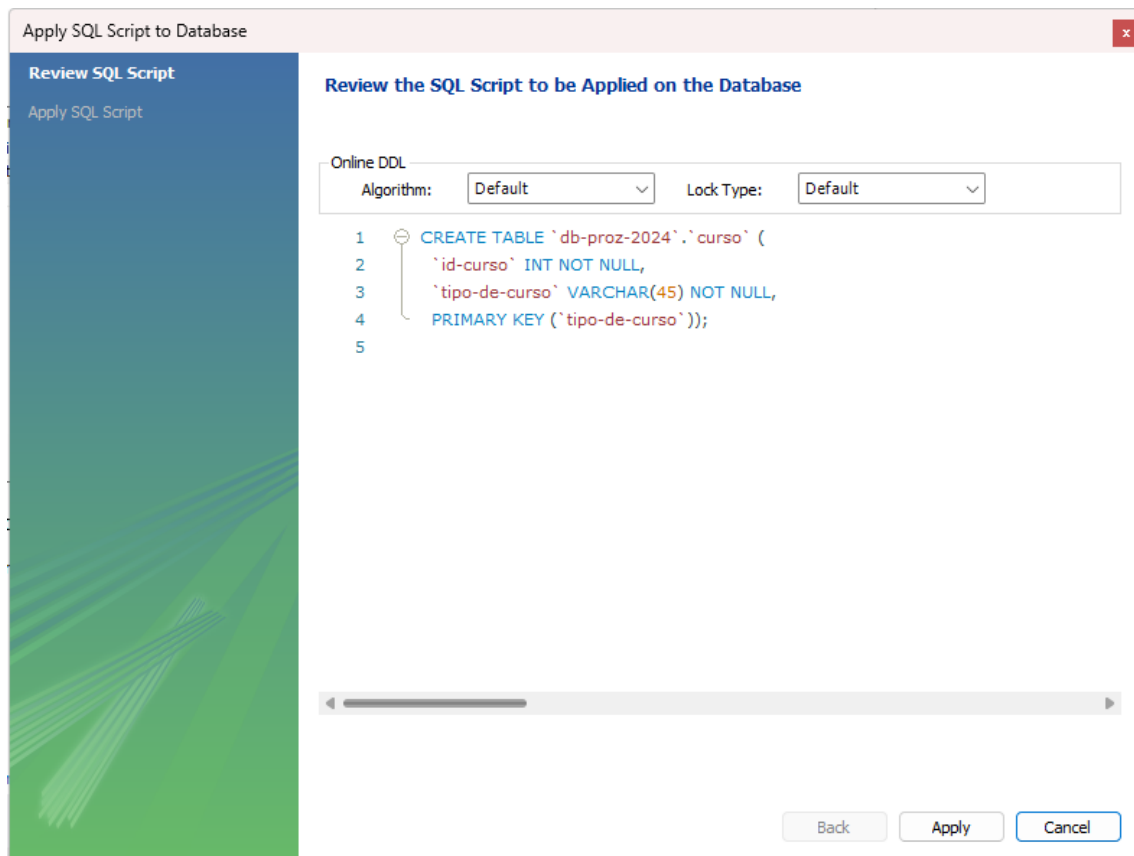 Apply SQL Script to Database
x
Review SQL Script
Apply SQL Script
Review the SQL Script to be Applied on the Database
Online DDL
Algorithm: Default Lock Type: Default
1 CREATE TABLE `db-proz-2024`.`curso` (
2 `id-curso` INT NOT NULL,
3 `tipo-de-curso` VARCHAR(45) NOT NULL,
4 PRIMARY KEY (`tipo-de-curso`));
5
Back Apply Cancel